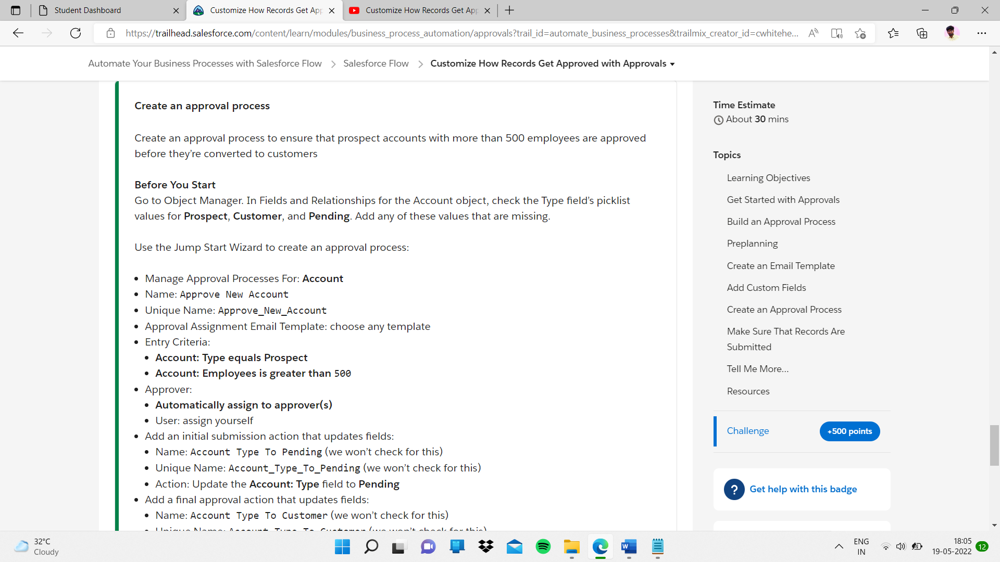 Student Dashboard
Customize How Records Get App
Customize How Records Get App
https://trailhead.salesforce.com/content/learn/modules/business_process_automation/approvals?trail_id=automate_business_processes&trailmix_creator_id=cwhitehe...
Automate Your Business Processes with Salesforce Flow
Salesforce Flow
Customize How Records Get Approved with Approvals
Create an approval process
Create an approval process to ensure that prospect accounts with more than 500 employees are approved
before they’re converted to customers
Before You Start
Go to Object Manager. In Fields and Relationships for the Account object, check the Type field’s picklist
values for Prospect, Customer, and Pending. Add any of these values that are missing.
Use the Jump Start Wizard to create an approval process:
Manage Approval Processes For: Account
Name: Approve New Account
Unique Name: Approve_New_Account
Approval Assignment Email Template: choose any template
Entry Criteria:
Account: Type equals Prospect
Account: Employees is greater than 500
Approver:
Automatically assign to approver(s)
User: assign yourself
Add an initial submission action that updates fields:
Name: Account Type To Pending (we won’t check for this)
Unique Name: Account_Type_To_Pending (we won’t check for this)
Action: Update the Account: Type field to Pending
Add a final approval action that updates fields:
Name: Account Type To Customer (we won’t check for this)
Unique Name: Account_Type_To_Customer (we won’t check for this)
Time Estimate
About 30 mins
Topics
Learning Objectives
Get Started with Approvals
Build an Approval Process
Preplanning
Create an Email Template
Add Custom Fields
Create an Approval Process
Make Sure That Records Are
Submitted
Tell Me More...
Resources
Challenge
+500 points
? Get help with this badge
32°C
Cloudy
ENG
IN
18:05
19-05-2022
12